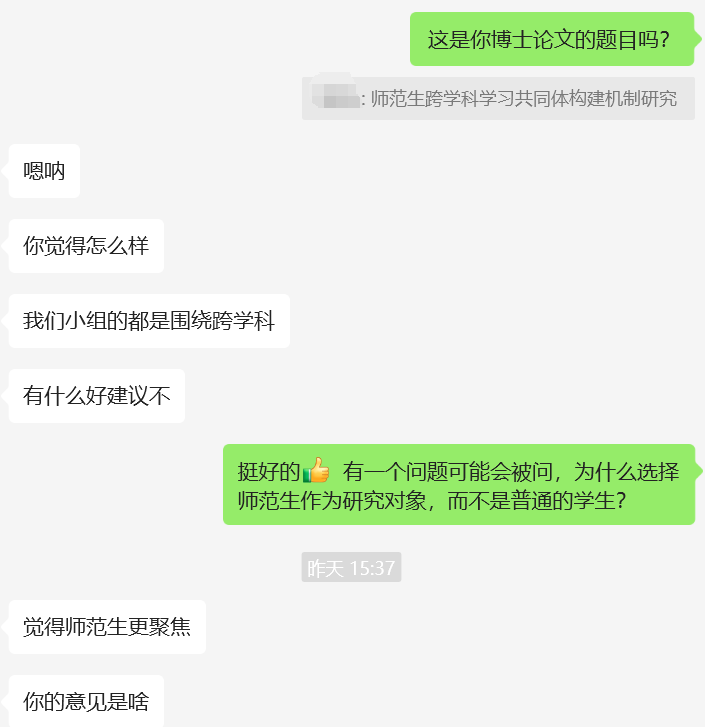 这是你博士论文的题目吗？
: 师范生跨学科学习共同体构建机制研究
嗯呐
你觉得怎么样
我们小组的都是围绕跨学科
有什么好建议不
挺好的👍 有一个问题可能会被问，为什么选择
师范生作为研究对象，而不是普通的学生？
昨天 15:37
觉得师范生更聚焦
你的意见是啥